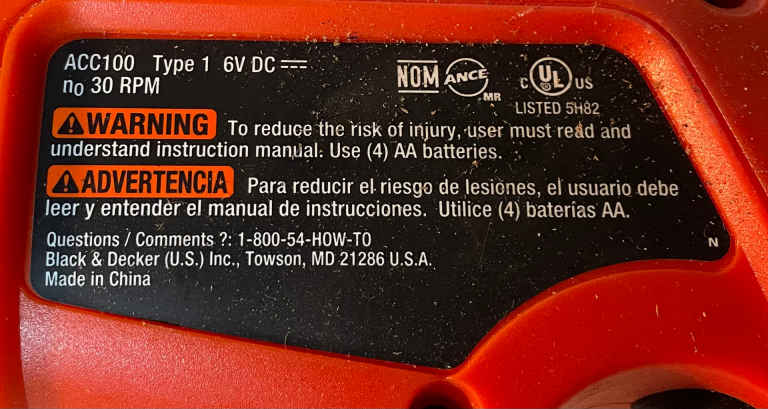 ACC100 Type 1 6V DC ⎓
no 30 RPM
NOM ANCE MR
C UL US
LISTED 5H82
WARNING To reduce the risk of injury, user must read and
understand instruction manual. Use (4) AA batteries.
ADVERTENCIA Para reducir el riesgo de lesiones, el usuario debe
leer y entender el manual de instrucciones. Utilice (4) baterías AA.
Questions / Comments ?: 1-800-54-HOW-TO
Black & Decker (U.S.) Inc., Towson, MD 21286 U.S.A.
Made in China
N